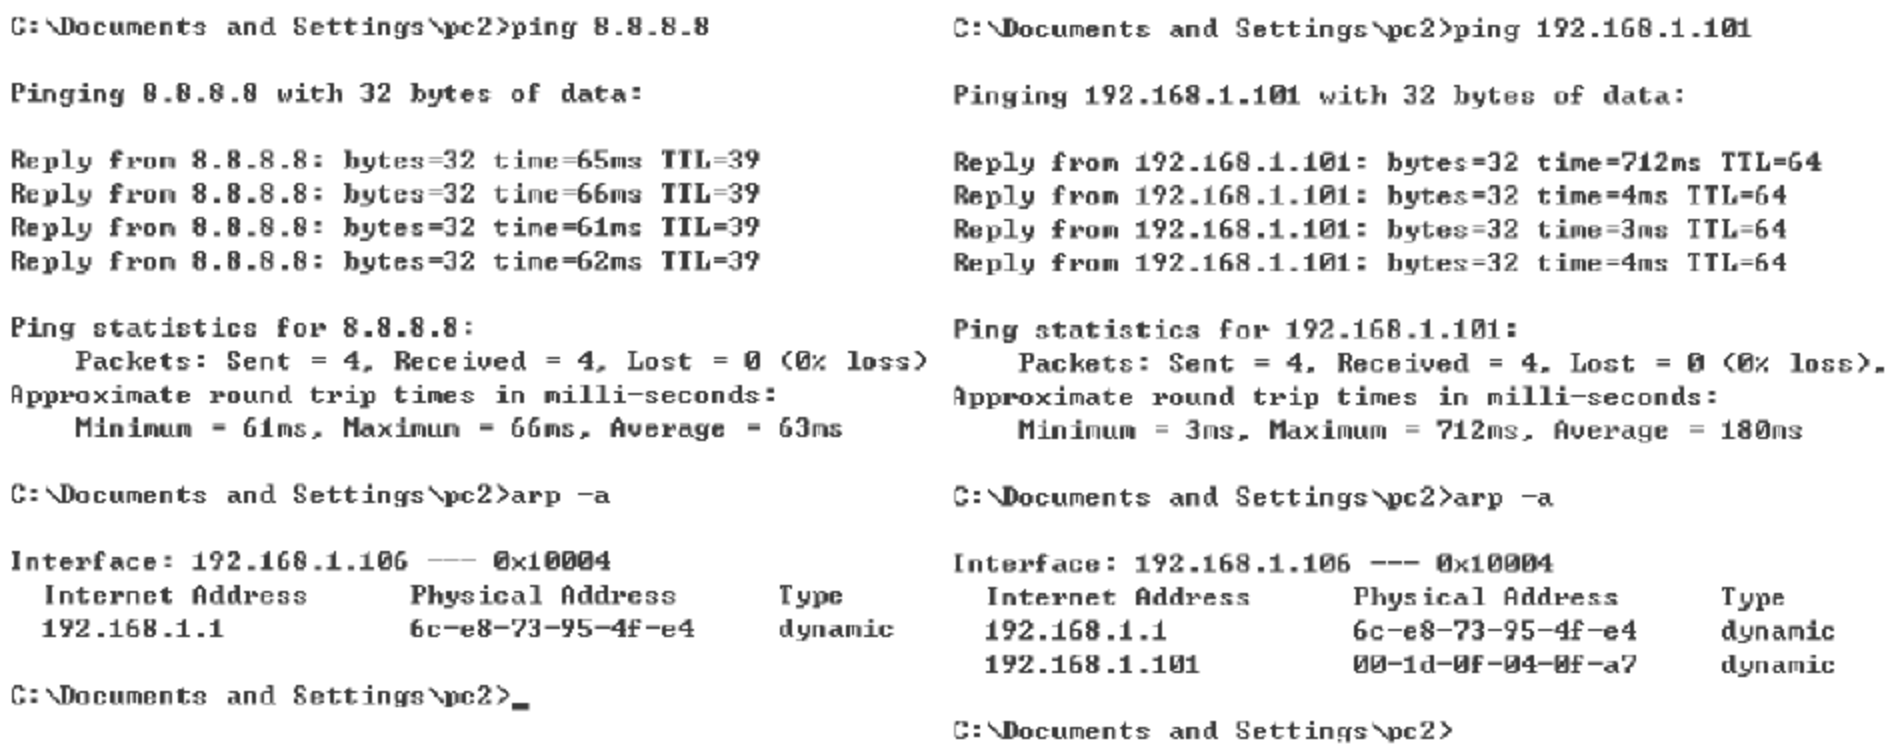 C:\Documents and Settings\pc2>ping 8.8.8.8
Pinging 8.8.8.8 with 32 bytes of data:
Reply from 8.8.8.8: bytes=32 time=65ms TTL=39
Reply from 8.8.8.8: bytes=32 time=66ms TTL=39
Reply from 8.8.8.8: bytes=32 time=61ms TTL=39
Reply from 8.8.8.8: bytes=32 time=62ms TTL=39
Ping statistics for 8.8.8.8:
Packets: Sent = 4, Received = 4, Lost = 0 (0% loss)
Approximate round trip times in milli-seconds:
Minimum = 61ms, Maximum = 66ms, Average = 63ms
C:\Documents and Settings\pc2>arp -a
Interface: 192.168.1.106 --- 0x10004
Internet Address Physical Address Type
192.168.1.1 6c-e8-73-95-4f-e4 dynamic
C:\Documents and Settings\pc2>_
C:\Documents and Settings\pc2>ping 192.168.1.101
Pinging 192.168.1.101 with 32 bytes of data:
Reply from 192.168.1.101: bytes=32 time=712ms TTL=64
Reply from 192.168.1.101: bytes=32 time=4ms TTL=64
Reply from 192.168.1.101: bytes=32 time=3ms TTL=64
Reply from 192.168.1.101: bytes=32 time=4ms TTL=64
Ping statistics for 192.168.1.101:
Packets: Sent = 4, Received = 4, Lost = 0 (0% loss),
Approximate round trip times in milli-seconds:
Minimum = 3ms, Maximum = 712ms, Average = 180ms
C:\Documents and Settings\pc2>arp -a
Interface: 192.168.1.106 --- 0x10004
Internet Address Physical Address Type
192.168.1.1 6c-e8-73-95-4f-e4 dynamic
192.168.1.101 00-1d-0f-04-0f-a7 dynamic
C:\Documents and Settings\pc2>